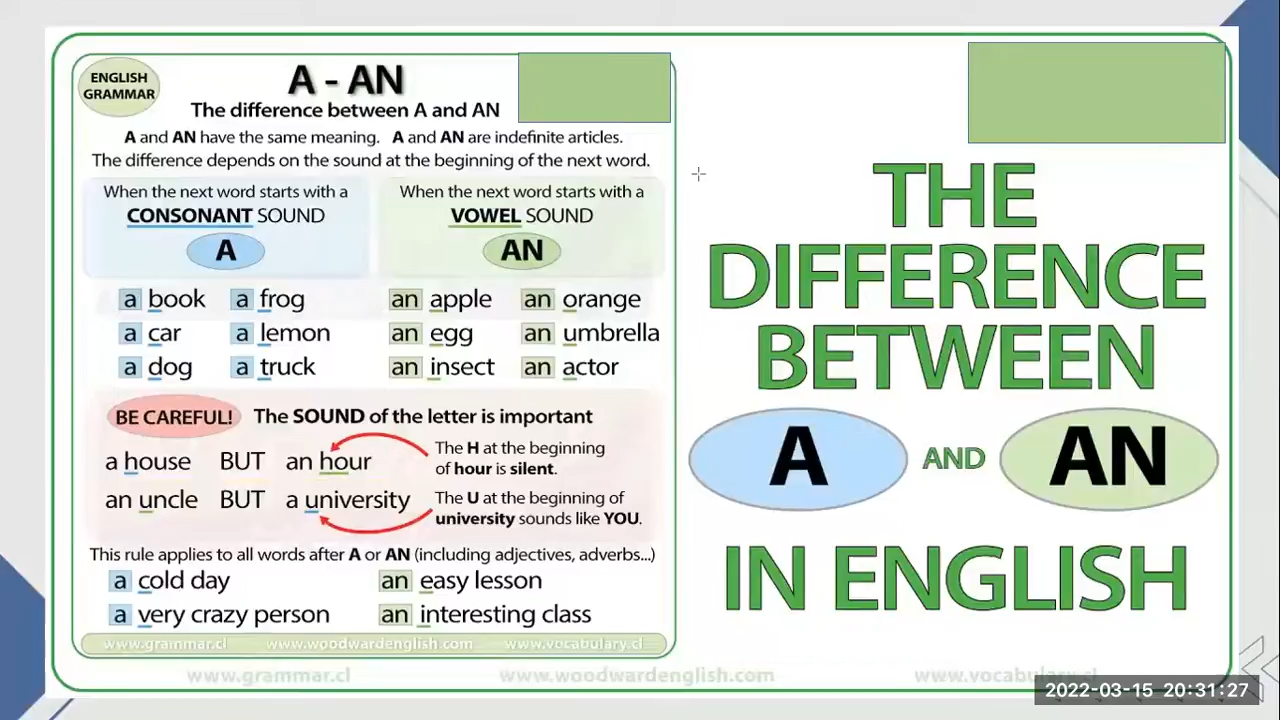 ENGLISH
GRAMMAR
A - AN
The difference between A and AN
A and AN have the same meaning. A and AN are indefinite articles.
The difference depends on the sound at the beginning of the next word.
When the next word starts with a
CONSONANT SOUND
A
When the next word starts with a
VOWEL SOUND
AN
a book a frog an apple an orange
a car a lemon an egg an umbrella
a dog a truck an insect an actor
BE CAREFUL! The SOUND of the letter is important
a house BUT an hour
The H at the beginning
of hour is silent.
an uncle BUT a university
The U at the beginning of
university sounds like YOU.
This rule applies to all words after A or AN (including adjectives, adverbs...)
a cold day an easy lesson
a very crazy person an interesting class
www.grammar.cl www.woodwardenglish.com www.vocabulary.cl
THE
DIFFERENCE
BETWEEN
A AND AN
IN ENGLISH
www.grammar.cl www.woodwardenglish.com www.vocabulary.cl
2022-03-15 20:31:27